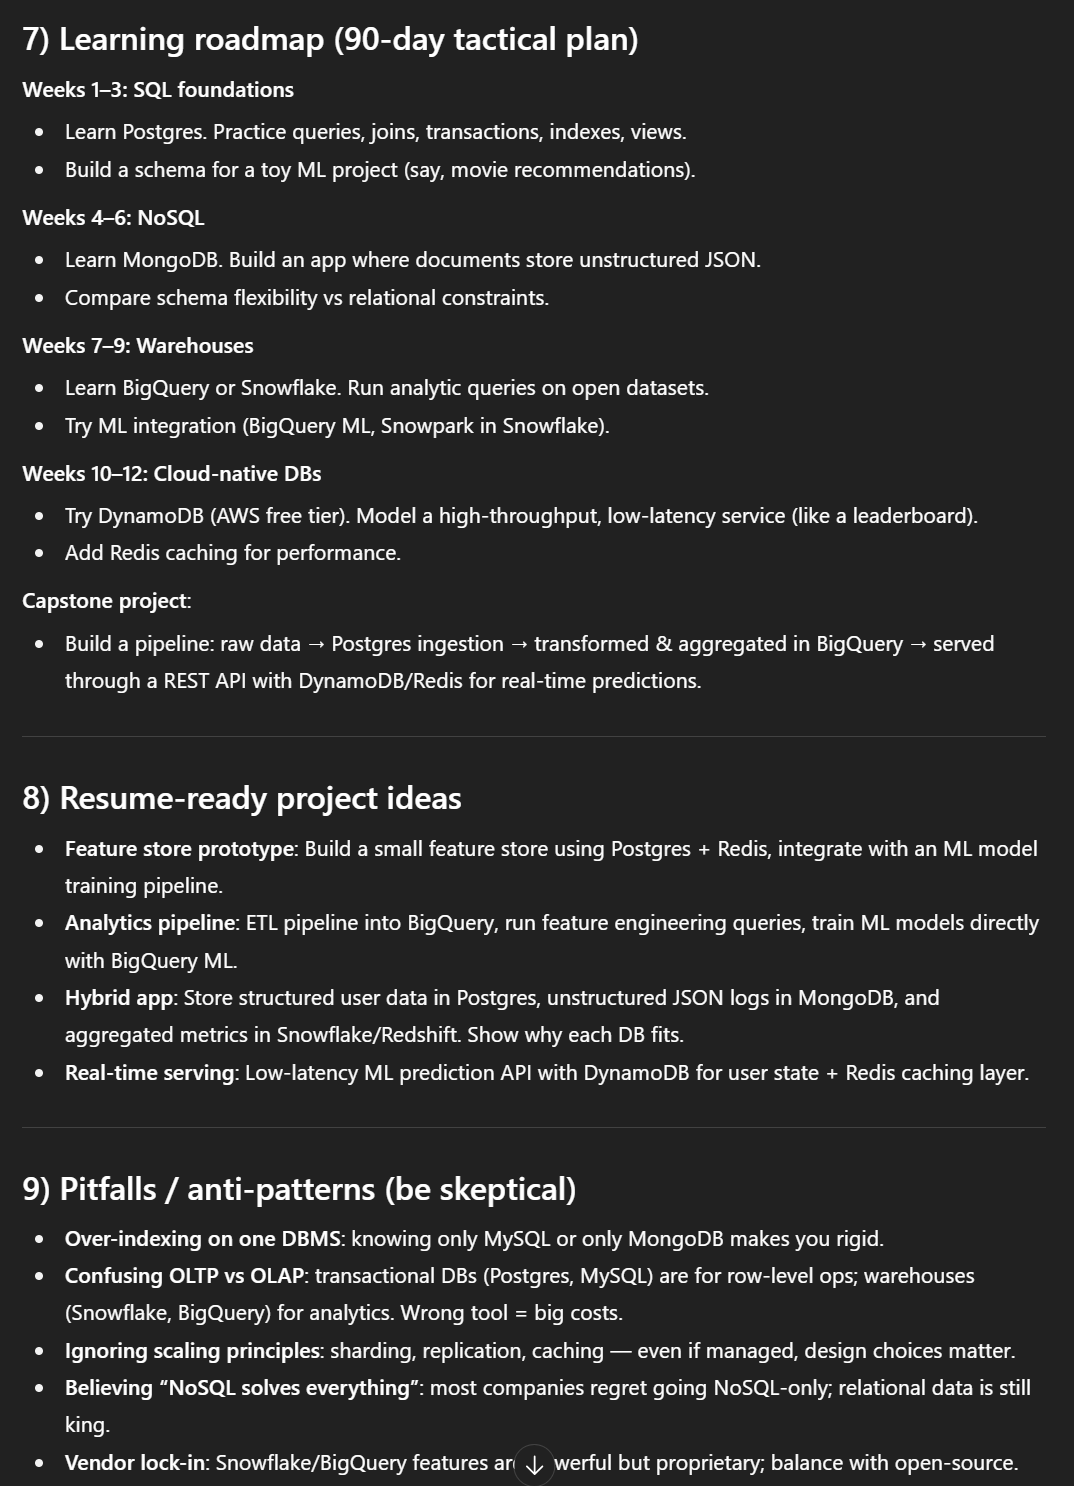 7) Learning roadmap (90-day tactical plan)
Weeks 1–3: SQL foundations
• Learn Postgres. Practice queries, joins, transactions, indexes, views.
• Build a schema for a toy ML project (say, movie recommendations).
Weeks 4–6: NoSQL
• Learn MongoDB. Build an app where documents store unstructured JSON.
• Compare schema flexibility vs relational constraints.
Weeks 7–9: Warehouses
• Learn BigQuery or Snowflake. Run analytic queries on open datasets.
• Try ML integration (BigQuery ML, Snowpark in Snowflake).
Weeks 10–12: Cloud-native DBs
• Try DynamoDB (AWS free tier). Model a high-throughput, low-latency service (like a leaderboard).
• Add Redis caching for performance.
Capstone project:
• Build a pipeline: raw data → Postgres ingestion → transformed & aggregated in BigQuery → served
through a REST API with DynamoDB/Redis for real-time predictions.
8) Resume-ready project ideas
• Feature store prototype: Build a small feature store using Postgres + Redis, integrate with an ML model
training pipeline.
• Analytics pipeline: ETL pipeline into BigQuery, run feature engineering queries, train ML models directly
with BigQuery ML.
• Hybrid app: Store structured user data in Postgres, unstructured JSON logs in MongoDB, and
aggregated metrics in Snowflake/Redshift. Show why each DB fits.
• Real-time serving: Low-latency ML prediction API with DynamoDB for user state + Redis caching layer.
9) Pitfalls / anti-patterns (be skeptical)
• Over-indexing on one DBMS: knowing only MySQL or only MongoDB makes you rigid.
• Confusing OLTP vs OLAP: transactional DBs (Postgres, MySQL) are for row-level ops; warehouses
(Snowflake, BigQuery) for analytics. Wrong tool = big costs.
• Ignoring scaling principles: sharding, replication, caching — even if managed, design choices matter.
• Believing “NoSQL solves everything”: most companies regret going NoSQL-only; relational data is still
king.
• Vendor lock-in: Snowflake/BigQuery features but proprietary; balance with open-source.